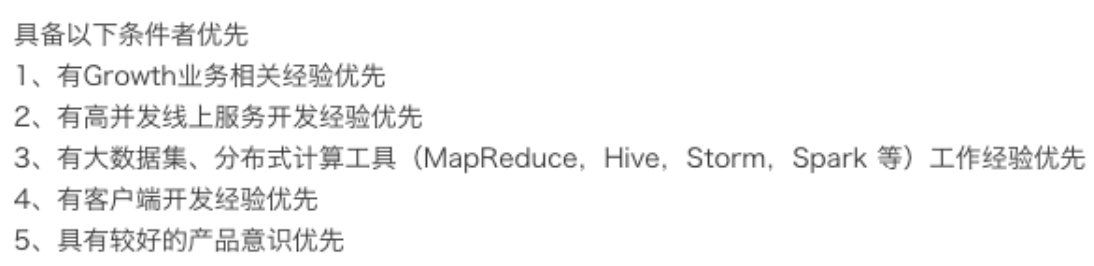 具备以下条件者优先
1、有Growth业务相关经验优先
2、有高并发线上服务开发经验优先
3、有大数据集、分布式计算工具（MapReduce，Hive，Storm，Spark 等）工作经验优先
4、有客户端开发经验优先
5、具有较好的产品意识优先